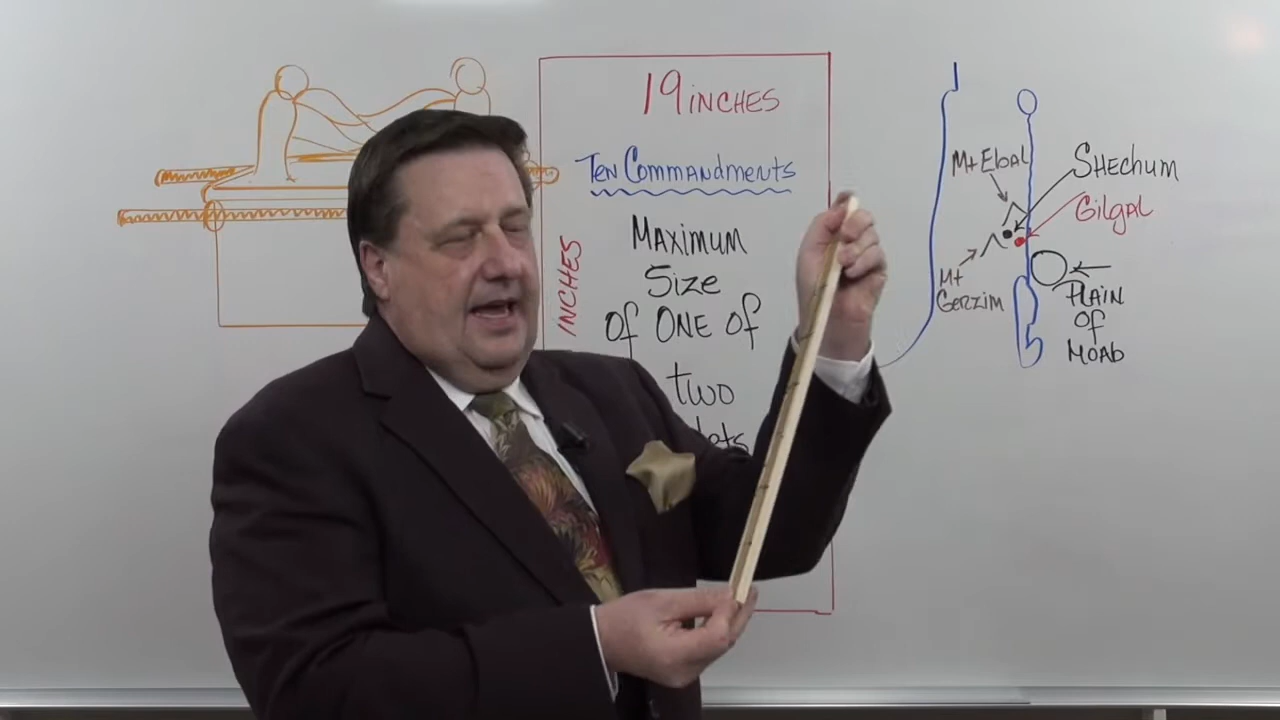 19 INCHES
TEN COMMANDMENTS
MAXIMUM
SIZE
OF ONE OF
TWO
INCHES
Mt Ebal
SHECHUM
GilgAl
Mt
GERZIM
PLAIN
OF
MOAB